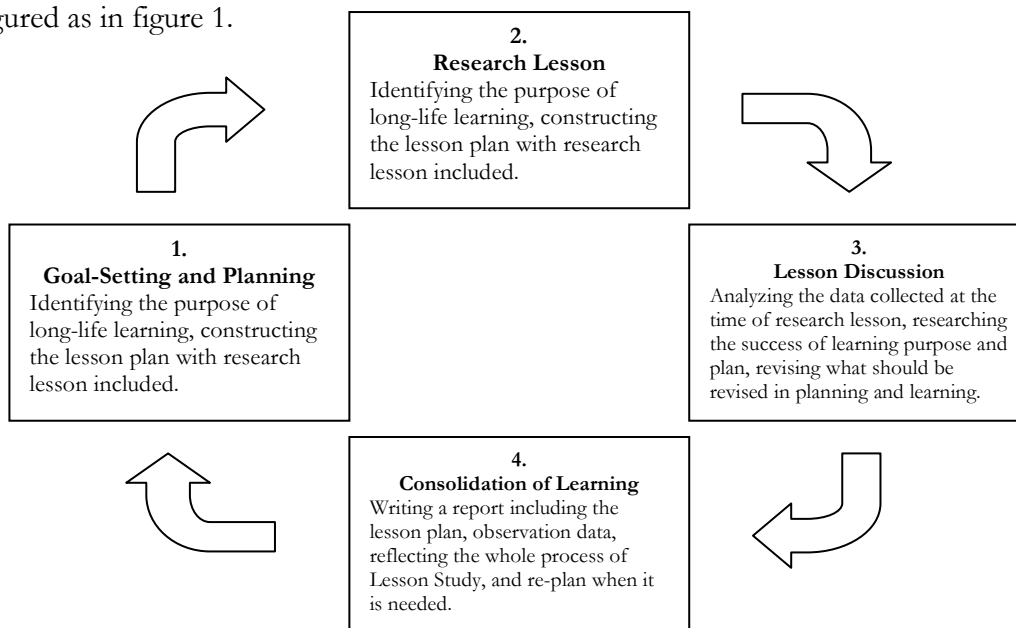 gured as in figure 1.
2.
Research Lesson
Identifying the purpose of
long-life learning, constructing
the lesson plan with research
lesson included.
1.
Goal-Setting and Planning
Identifying the purpose of
long-life learning, constructing
the lesson plan with research
lesson included.
3.
Lesson Discussion
Analyzing the data collected at the
time of research lesson, researching
the success of learning purpose and
plan, revising what should be
revised in planning and learning.
4.
Consolidation of Learning
Writing a report including the
lesson plan, observation data,
reflecting the whole process of
Lesson Study, and re-plan when it
is needed.